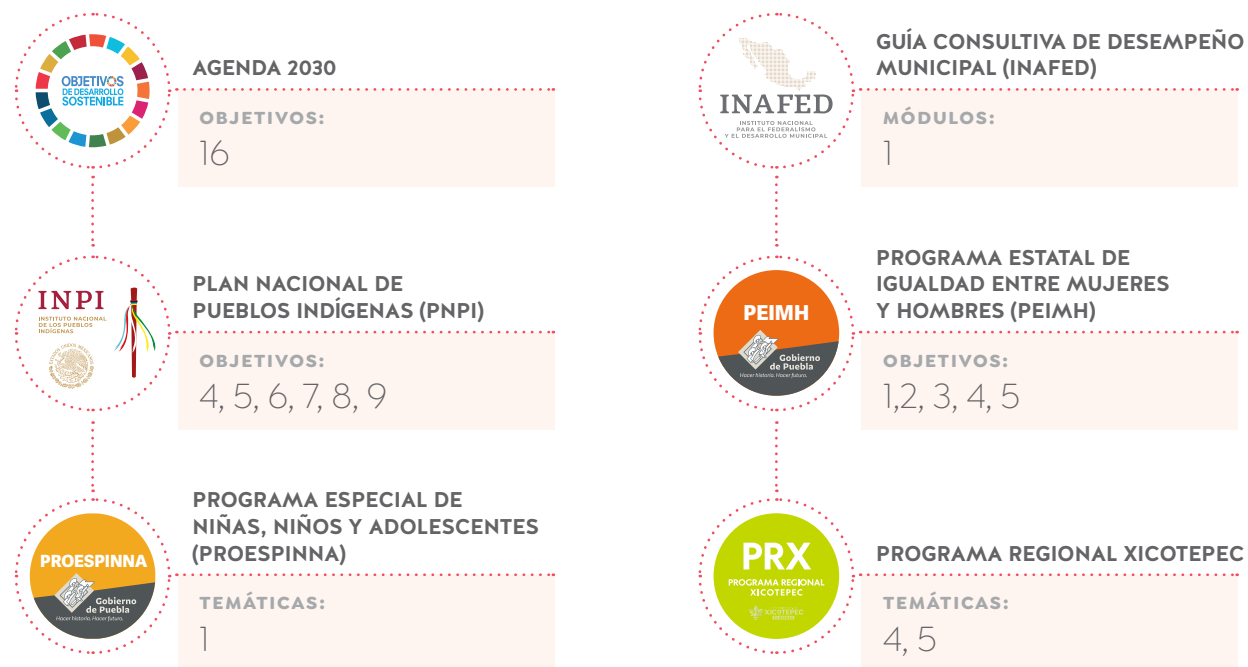 OBJETIVOS
DE DESARROLLO
SOSTENIBLE
AGENDA 2030
OBJETIVOS:
16
INPI
INSTITUTO NACIONAL
DE LOS PUEBLOS
INDÍGENAS
PLAN NACIONAL DE
PUEBLOS INDÍGENAS (PNPI)
OBJETIVOS:
4, 5, 6, 7, 8, 9
PROESPINNA
Gobierno
de Puebla
Hacer historia. Hacer futuro.
PROGRAMA ESPECIAL DE
NIÑAS, NIÑOS Y ADOLESCENTES
(PROESPINNA)
TEMÁTICAS:
1
INAFED
INSTITUTO NACIONAL
PARA EL FEDERALISMO
Y EL DESARROLLO MUNICIPAL
GUÍA CONSULTIVA DE DESEMPEÑO
MUNICIPAL (INAFED)
MÓDULOS:
1
PEIMH
Gobierno
de Puebla
Hacer historia. Hacer futuro.
PROGRAMA ESTATAL DE
IGUALDAD ENTRE MUJERES
Y HOMBRES (PEIMH)
OBJETIVOS:
1,2, 3, 4, 5
PRX
PROGRAMA REGIONAL
XICOTEPEC
XICOTEPEC
PROGRAMA REGIONAL XICOTEPEC
TEMÁTICAS:
4, 5